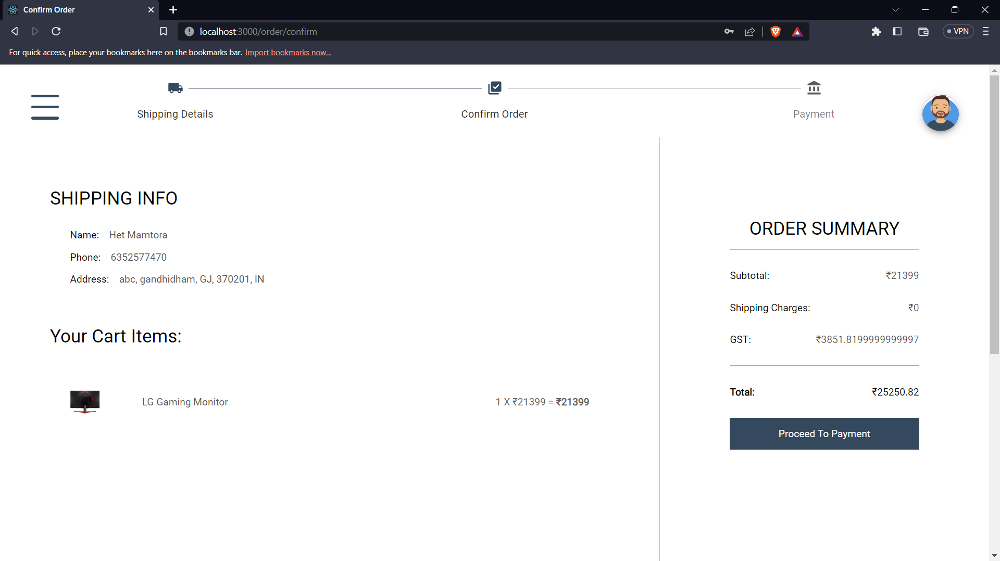 Confirm Order
localhost:3000/order/confirm
VPN
For quick access, place your bookmarks here on the bookmarks bar. Import bookmarks now...
Shipping Details
Confirm Order
Payment
SHIPPING INFO
Name: Het Mamtora
Phone: 6352577470
Address: abc, gandhidham, GJ, 370201, IN
Your Cart Items:
LG Gaming Monitor
1 X ₹21399 = ₹21399
ORDER SUMMARY
Subtotal: ₹21399
Shipping Charges: ₹0
GST: ₹3851.8199999999997
Total: ₹25250.82
Proceed To Payment